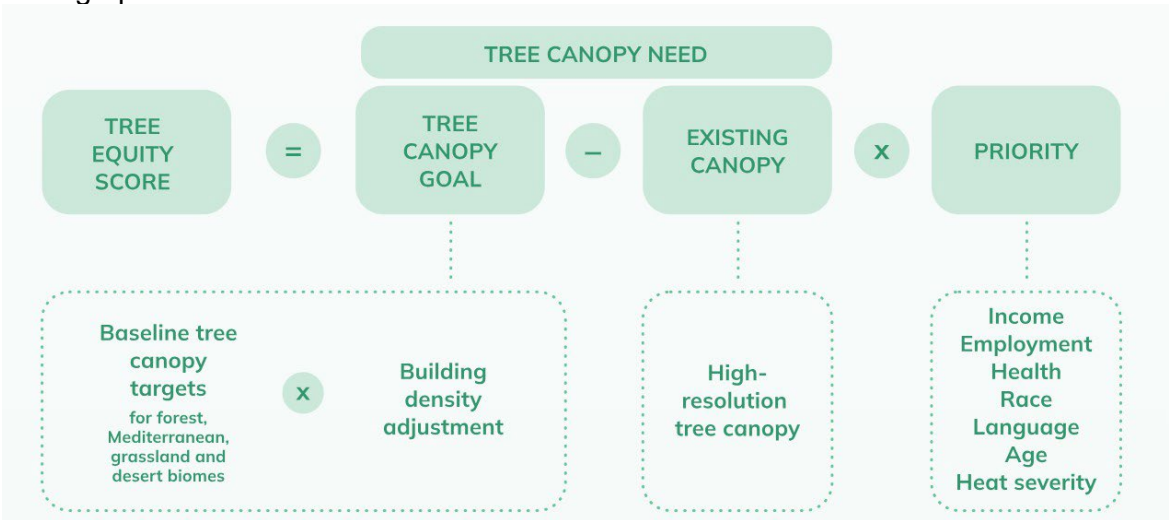 TREE CANOPY NEED
TREE
EQUITY
SCORE
=
TREE
CANOPY
GOAL
–
EXISTING
CANOPY
x
PRIORITY
Baseline tree
canopy
targets
for forest,
Mediterranean,
grassland and
desert biomes
x
Building
density
adjustment
High-
resolution
tree canopy
Income
Employment
Health
Race
Language
Age
Heat severity